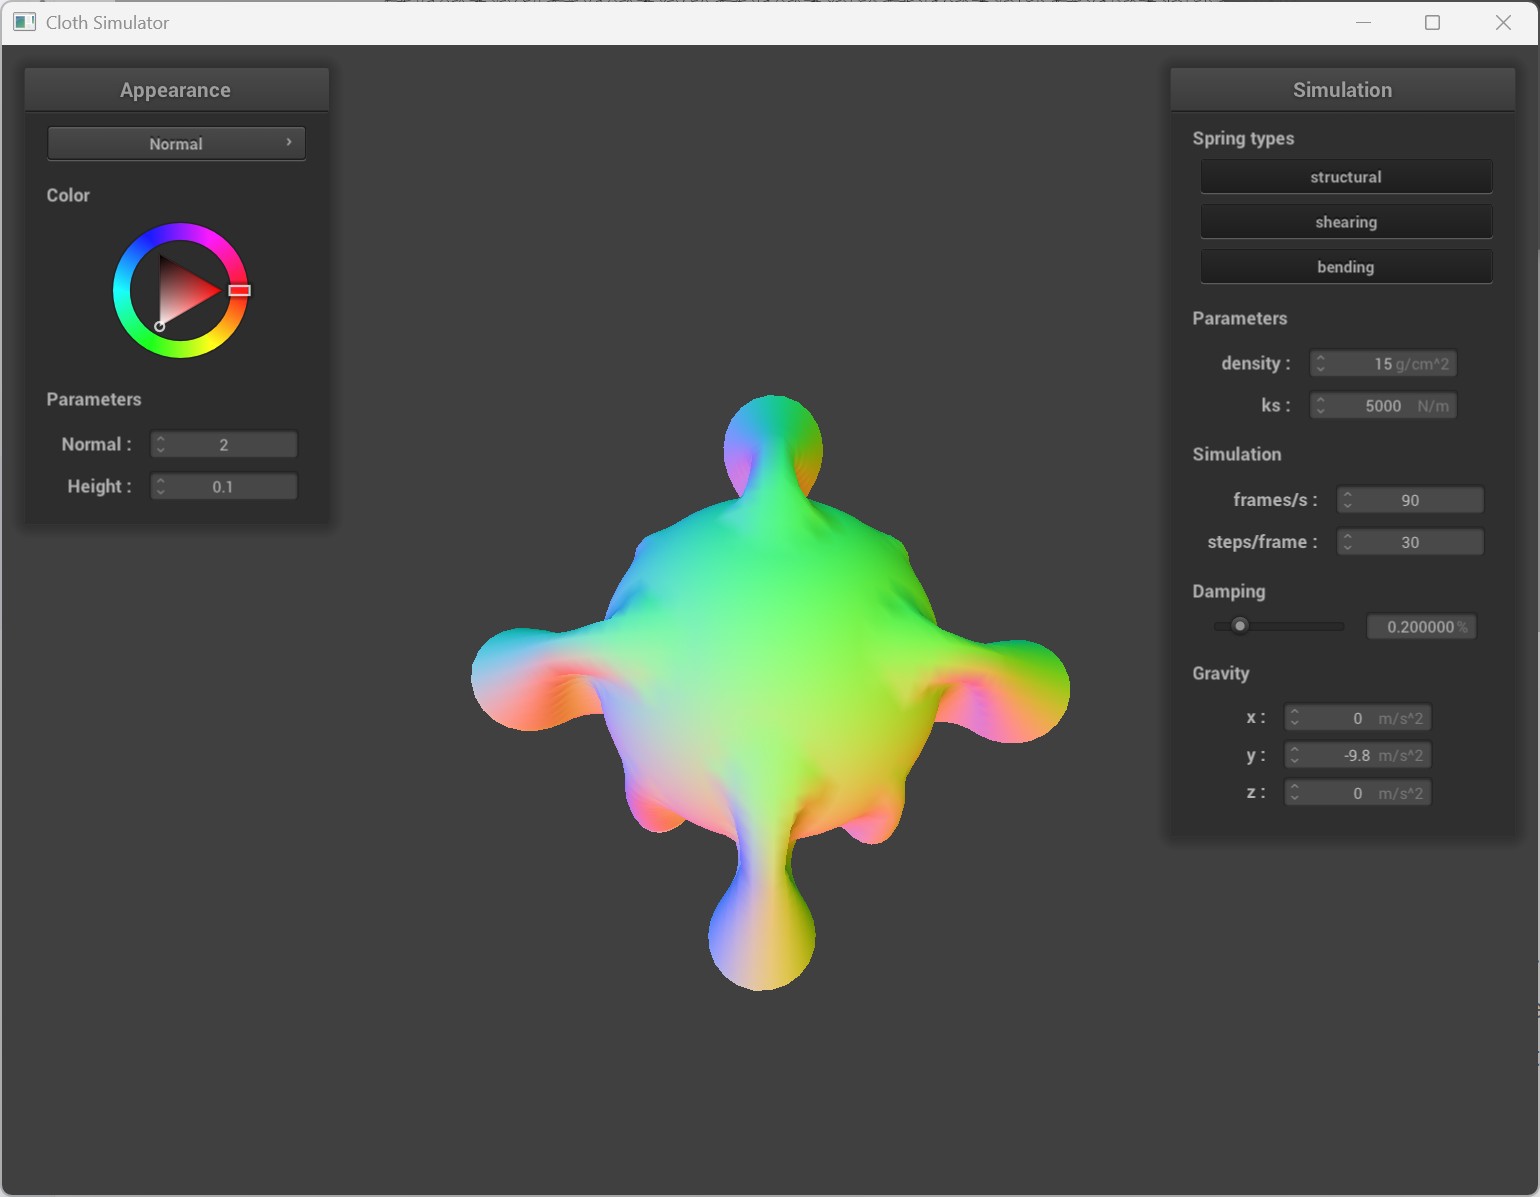 Cloth Simulator
Appearance
Normal
Color
Parameters
Normal : 2
Height : 0.1
Simulation
Spring types
structural
shearing
bending
Parameters
density : 15 g/cm^2
ks : 5000 N/m
Simulation
frames/s : 90
steps/frame : 30
Damping
0.200000 %
Gravity
x : 0 m/s^2
y : -9.8 m/s^2
z : 0 m/s^2